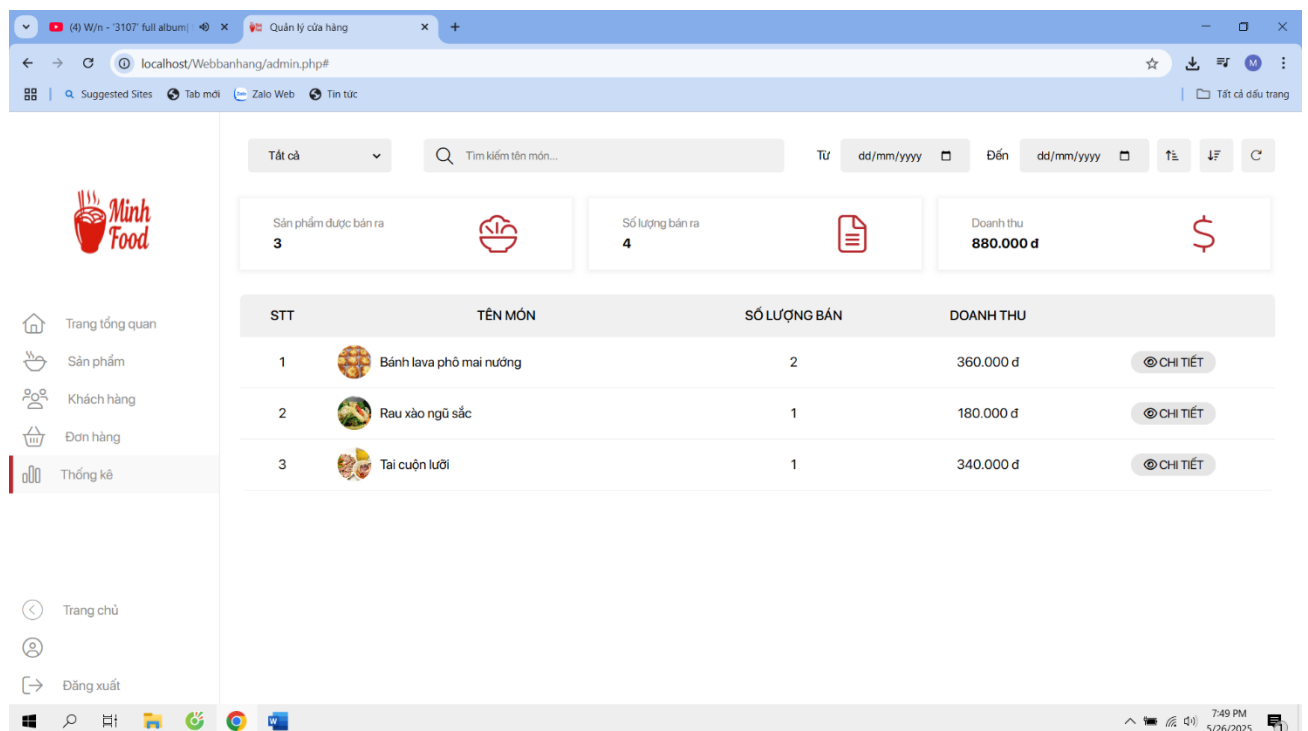 (4) W/n - '3107' full album|
Quản lý cửa hàng
localhost/Webbanhang/admin.php#
M
Suggested Sites
Tab mới
Zalo Web
Tin tức
Tất cả dấu trang
Minh
Food
Trang tổng quan
Sản phẩm
Khách hàng
Đơn hàng
Thống kê
Trang chủ
Đăng xuất
Tất cả
Tìm kiếm tên món...
Từ dd/mm/yyyy Đến dd/mm/yyyy
Sản phẩm được bán ra
3
Số lượng bán ra
4
Doanh thu
880.000 đ
STT TÊN MÓN SỐ LƯỢNG BÁN DOANH THU
1 Bánh lava phô mai nướng 2 360.000 đ CHI TIẾT
2 Rau xào ngũ sắc 1 180.000 đ CHI TIẾT
3 Tai cuộn lưỡi 1 340.000 đ CHI TIẾT
7:49 PM
5/26/2025